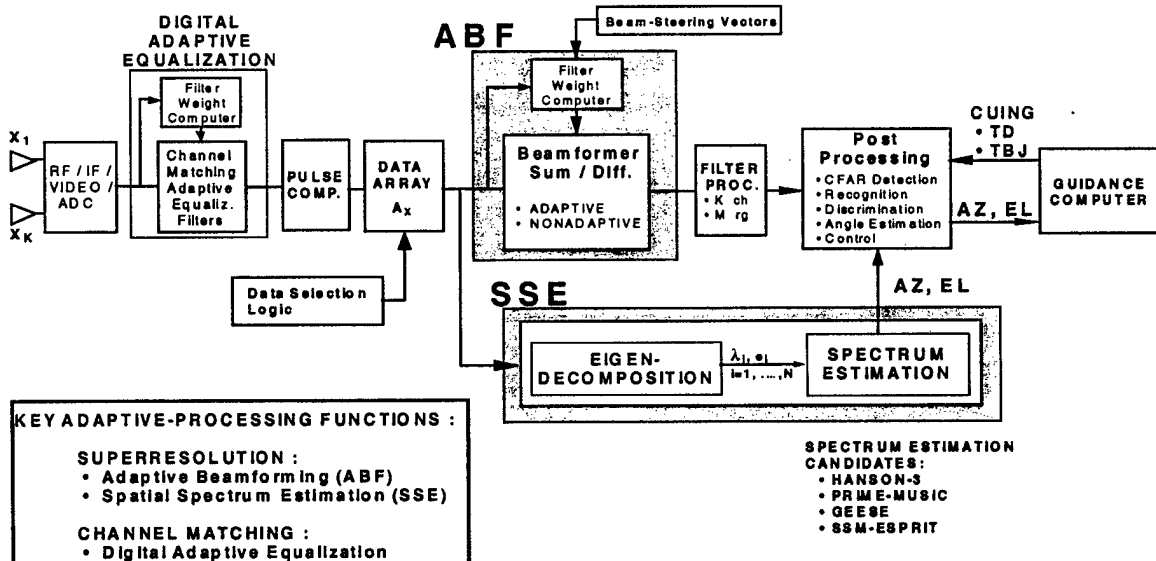 DIGITAL
ADAPTIVE
EQUALIZATION
Filter
Weight
Computer
X1
XK
RF / IF /
VIDEO /
ADC
Channel
Matching
Adaptive
Equaliz.
Filters
PULSE
COMP.
DATA
ARRAY
AX
Data Selection
Logic
ABF
Beam-Steering Vectors
Filter
Weight
Computer
Beamformer
Sum / Diff.
• ADAPTIVE
• NONADAPTIVE
FILTER
PROC.
• K ch
• M rg
Post
Processing
• CFAR Detection
• Recognition
• Discrimination
• Angle Estimation
• Control
CUING
• TD
• TBJ
AZ, EL
GUIDANCE
COMPUTER
AZ, EL
SSE
EIGEN-
DECOMPOSITION
λi, ei
i=1, ...,N
SPECTRUM
ESTIMATION
KEY ADAPTIVE-PROCESSING FUNCTIONS :
SUPERRESOLUTION :
• Adaptive Beamforming (ABF)
• Spatial Spectrum Estimation (SSE)
CHANNEL MATCHING :
• Digital Adaptive Equalization
SPECTRUM ESTIMATION
CANDIDATES:
• HANSON-3
• PRIME-MUSIC
• GEESE
• SSM-ESPRIT